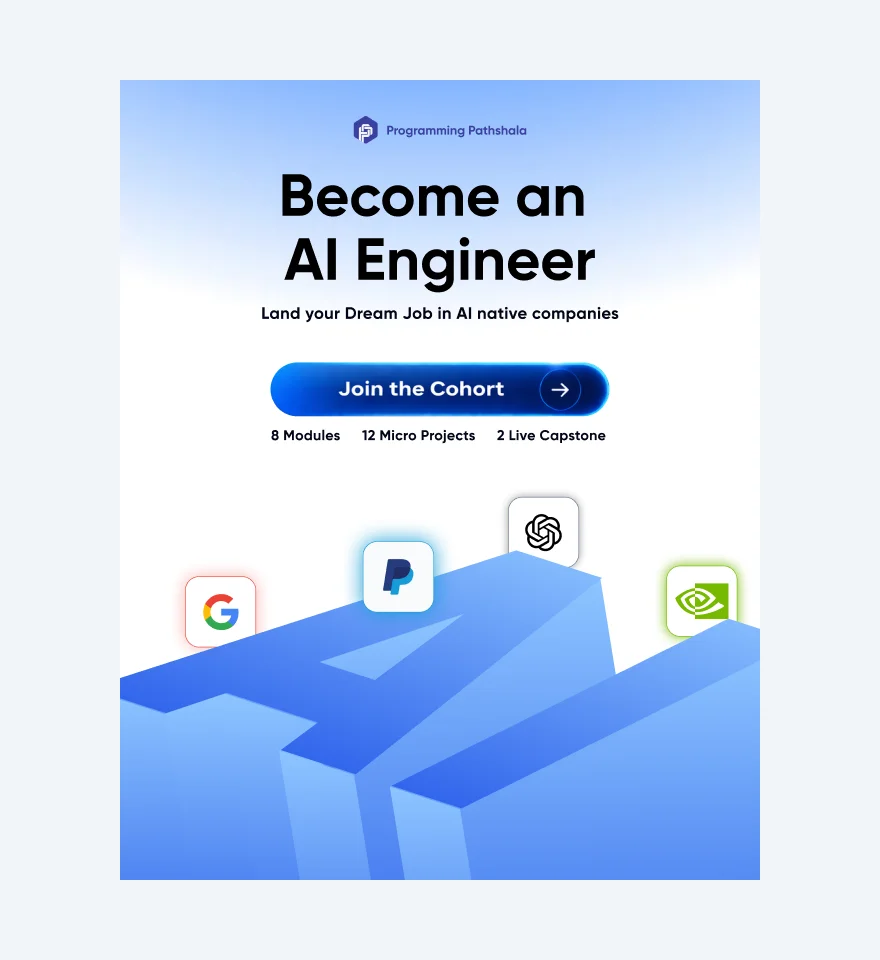 Programming Pathshala
Become an
AI Engineer
Land your Dream Job in AI native companies
Join the Cohort
8 Modules 12 Micro Projects 2 Live Capstone
AI